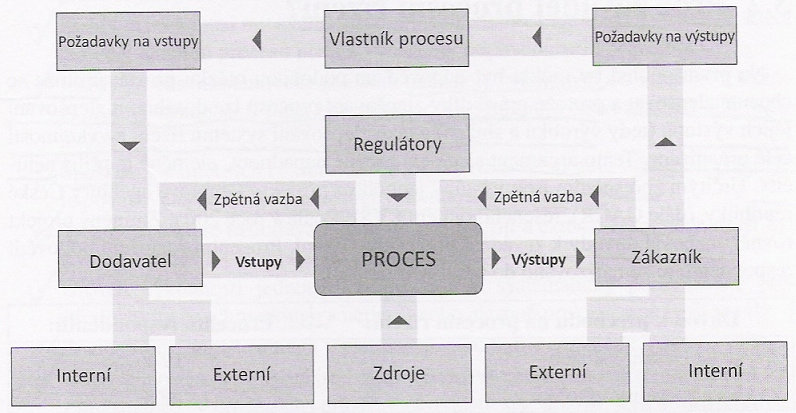 Požadavky na vstupy
Vlastník procesu
Požadavky na výstupy
Regulátory
Zpětná vazba
Zpětná vazba
Dodavatel
Vstupy
PROCES
Výstupy
Zákazník
Interní
Externí
Zdroje
Externí
Interní